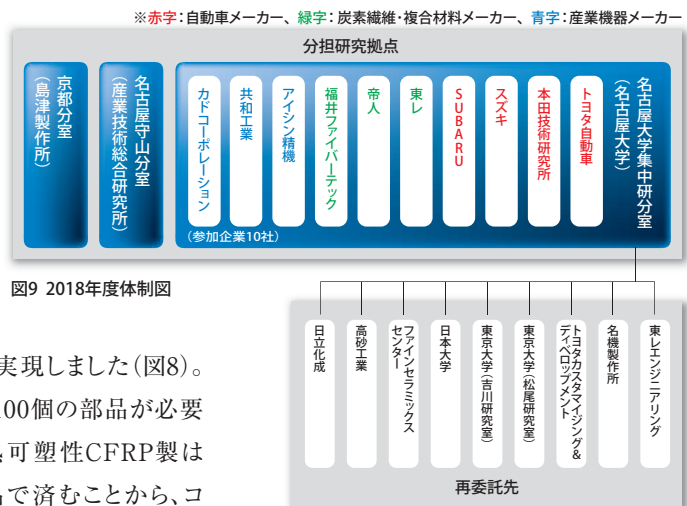 ※赤字：自動車メーカー、緑字：炭素繊維・複合材料メーカー、青字：産業機器メーカー
分担研究拠点
名古屋大学集中研分室
（名古屋大学）
トヨタ自動車
本田技術研究所
スズキ
SUBARU
東レ
帝人
福井ファイバーテック
アイシン精機
共和工業
カドコーポレーション
（参加企業10社）
名古屋守山分室
（産業技術総合研究所）
京都分室
（島津製作所）
図9 2018年度体制図
東レエンジニアリング
名機製作所
トヨタカスタマイジング＆
ディベロップメント
東京大学（松尾研究室）
東京大学（吉川研究室）
日本大学
ファインセラミックス
センター
高砂工業
日立化成
再委託先
実現しました（図8）。
00個の部品が必要
可塑性CFRP製は
で済むことから、コ